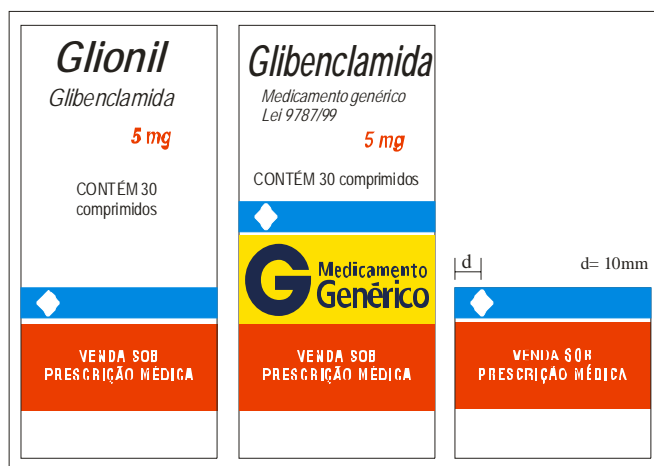 Glionil
Glibenclamida
5 mg
CONTÉM 30
comprimidos
VENDA SOB
PRESCRIÇÃO MÉDICA
Glibenclamida
Medicamento genérico
Lei 9787/99
5 mg
CONTÉM 30 comprimidos
G Medicamento
Genérico
VENDA SOB
PRESCRIÇÃO MÉDICA
d
d= 10mm
VENDA SOB
PRESCRIÇÃO MÉDICA